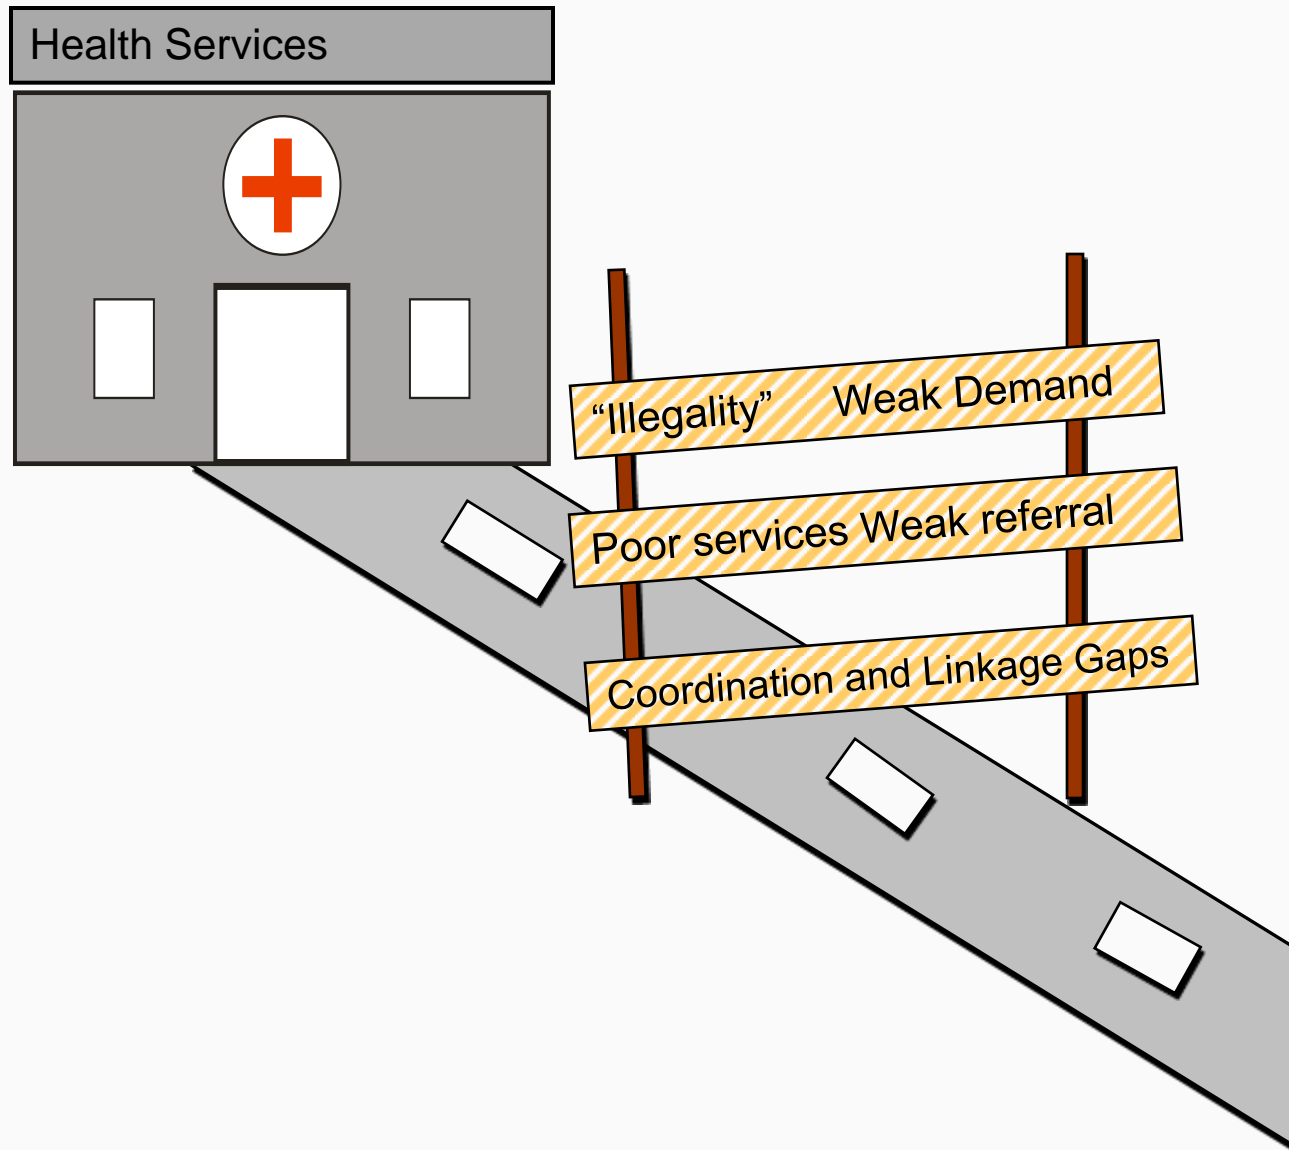 Health Services
“Illegality” Weak Demand
Poor services Weak referral
Coordination and Linkage Gaps